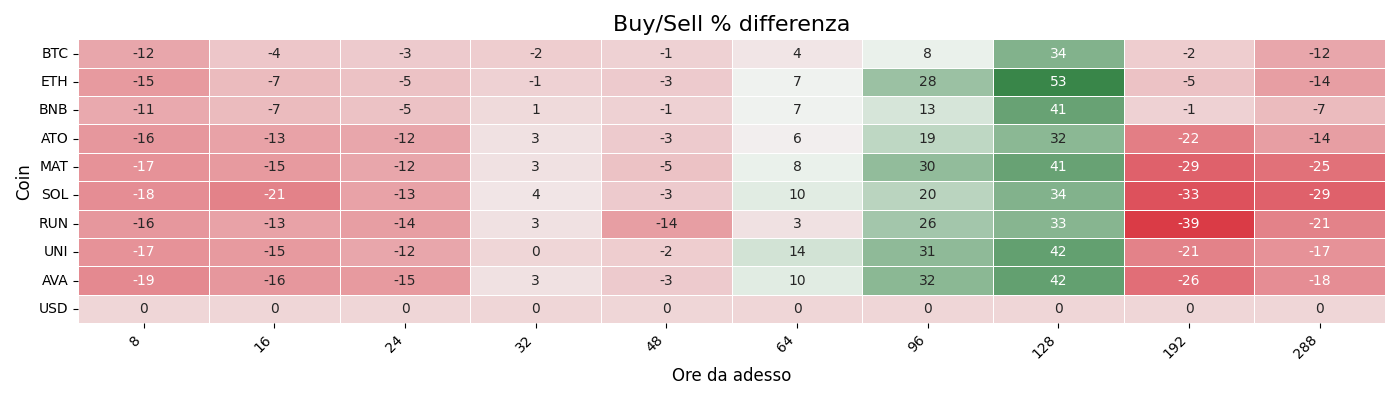 Buy/Sell % differenza
Coin
BTC -12 -4 -3 -2 -1 4 8 34 -2 -12
ETH -15 -7 -5 -1 -3 7 28 53 -5 -14
BNB -11 -7 -5 1 -1 7 13 41 -1 -7
ATO -16 -13 -12 3 -3 6 19 32 -22 -14
MAT -17 -15 -12 3 -5 8 30 41 -29 -25
SOL -18 -21 -13 4 -3 10 20 34 -33 -29
RUN -16 -13 -14 3 -14 3 26 33 -39 -21
UNI -17 -15 -12 0 -2 14 31 42 -21 -17
AVA -19 -16 -15 3 -3 10 32 42 -26 -18
USD 0 0 0 0 0 0 0 0 0 0
8 16 24 32 48 64 96 128 192 288
Ore da adesso